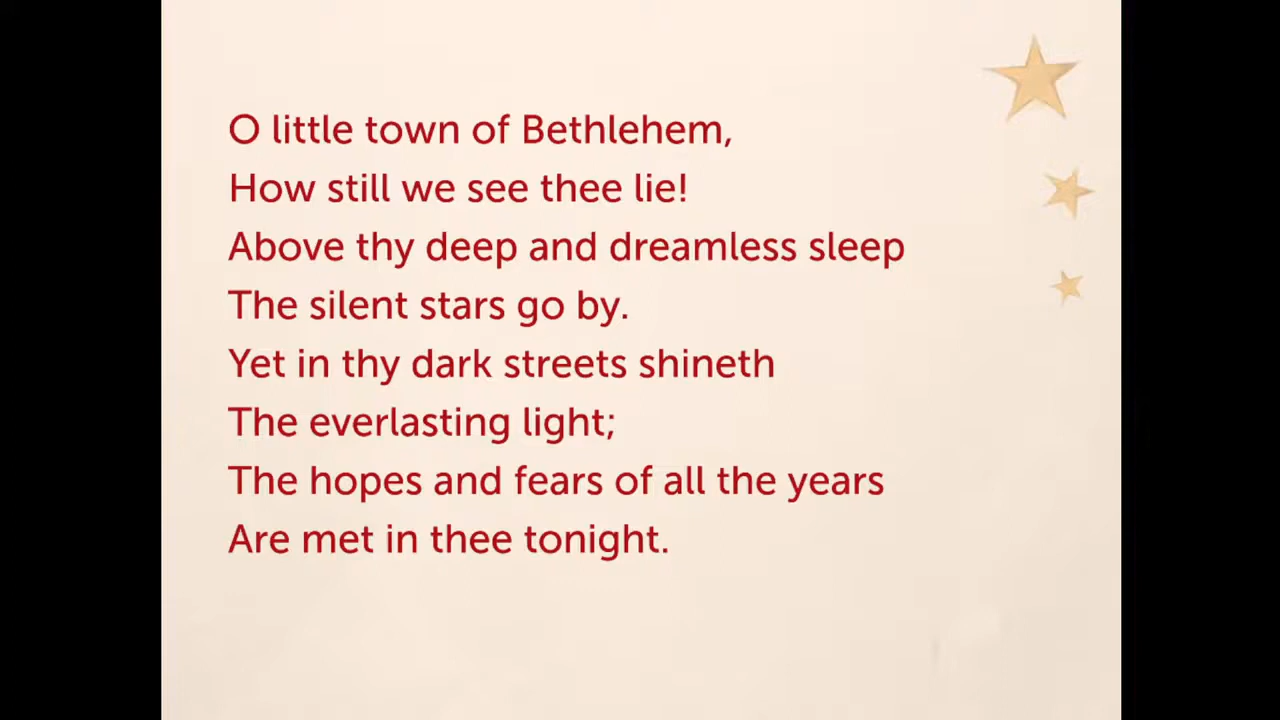 O little town of Bethlehem,
How still we see thee lie!
Above thy deep and dreamless sleep
The silent stars go by.
Yet in thy dark streets shineth
The everlasting light;
The hopes and fears of all the years
Are met in thee tonight.